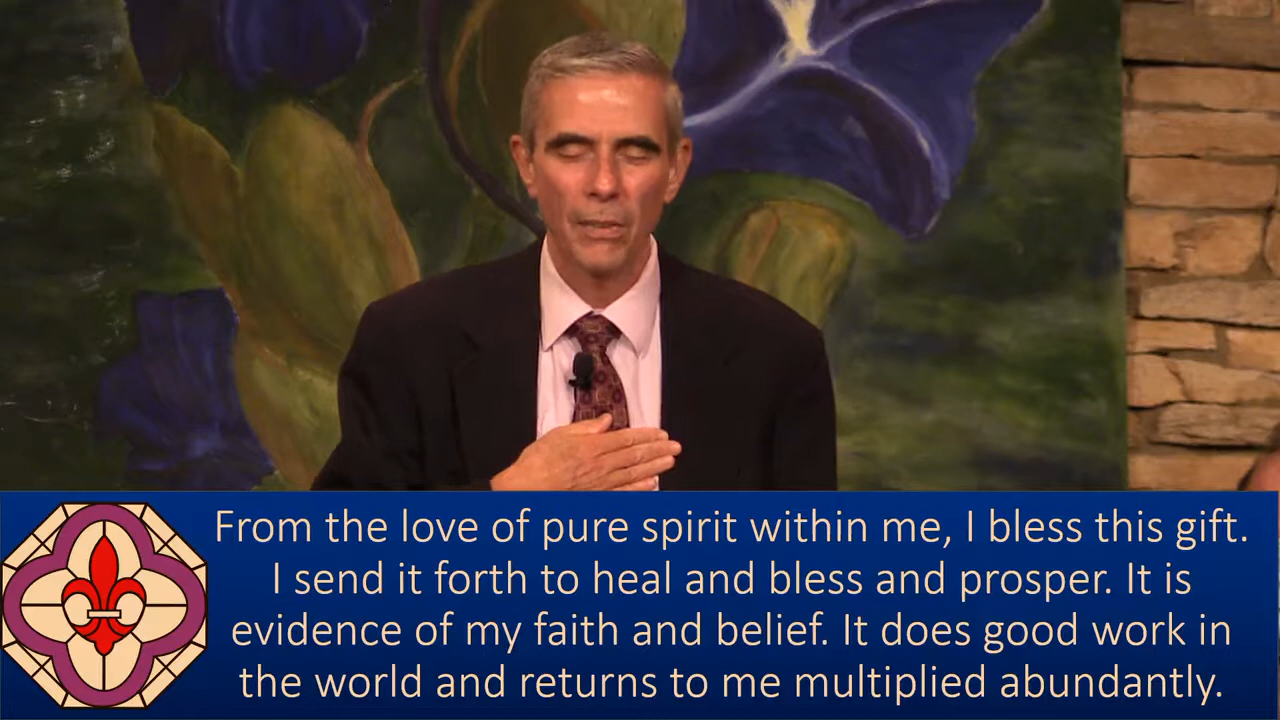 From the love of pure spirit within me, I bless this gift.
I send it forth to heal and bless and prosper. It is
evidence of my faith and belief. It does good work in
the world and returns to me multiplied abundantly.